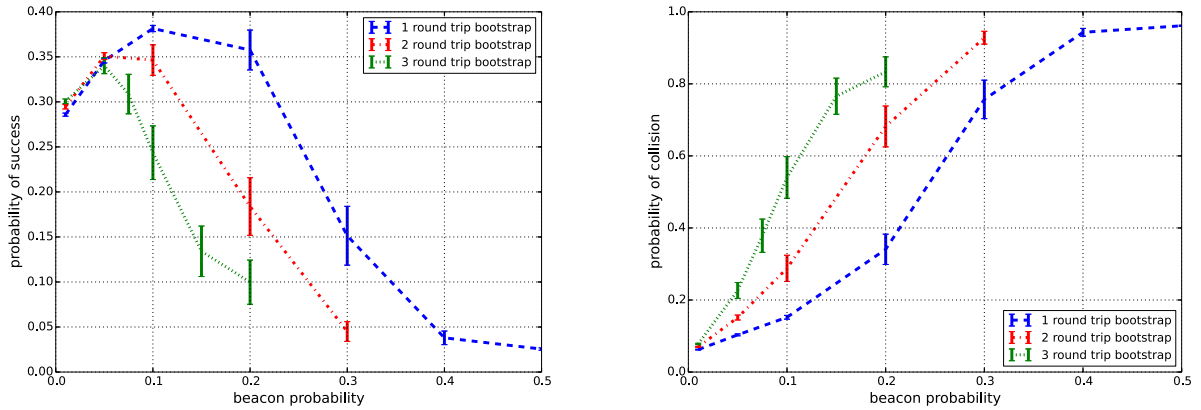 0.40
0.35
0.30
0.25
0.20
0.15
0.10
0.05
0.00
probability of success
0.0 0.1 0.2 0.3 0.4 0.5
beacon probability
1 round trip bootstrap
2 round trip bootstrap
3 round trip bootstrap
1.0
0.8
0.6
0.4
0.2
0.0
probability of collision
0.0 0.1 0.2 0.3 0.4 0.5
beacon probability
1 round trip bootstrap
2 round trip bootstrap
3 round trip bootstrap